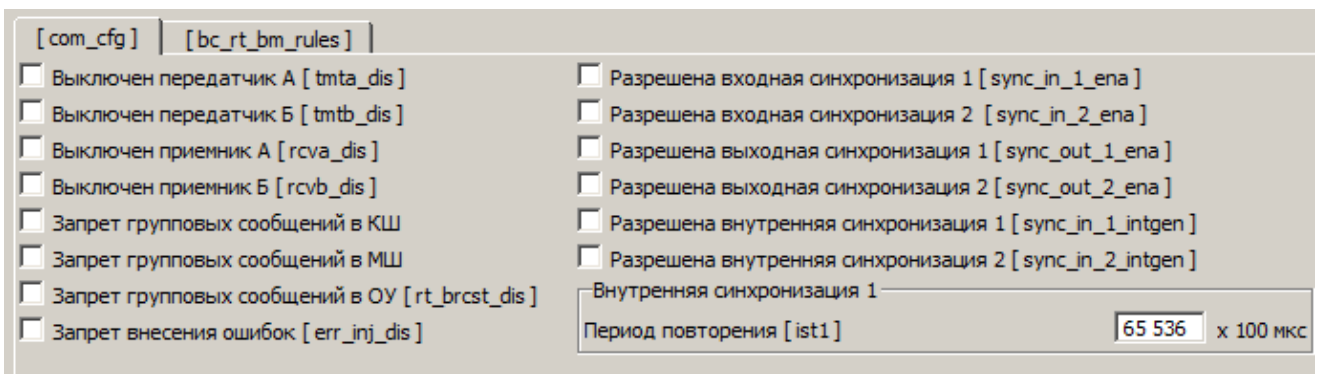 [ com_cfg ]
[ bc_rt_bm_rules ]
Выключен передатчик А [ tmta_dis ]
Выключен передатчик Б [ tmtb_dis ]
Выключен приемник А [ rcva_dis ]
Выключен приемник Б [ rcvb_dis ]
Запрет групповых сообщений в КШ
Запрет групповых сообщений в МШ
Запрет групповых сообщений в ОУ [ rt_brcst_dis ]
Запрет внесения ошибок [ err_inj_dis ]
Разрешена входная синхронизация 1 [ sync_in_1_ena ]
Разрешена входная синхронизация 2 [ sync_in_2_ena ]
Разрешена выходная синхронизация 1 [ sync_out_1_ena ]
Разрешена выходная синхронизация 2 [ sync_out_2_ena ]
Разрешена внутренняя синхронизация 1 [ sync_in_1_intgen ]
Разрешена внутренняя синхронизация 2 [ sync_in_2_intgen ]
Внутренняя синхронизация 1
Период повторения [ ist1 ] 65 536 x 100 мкс